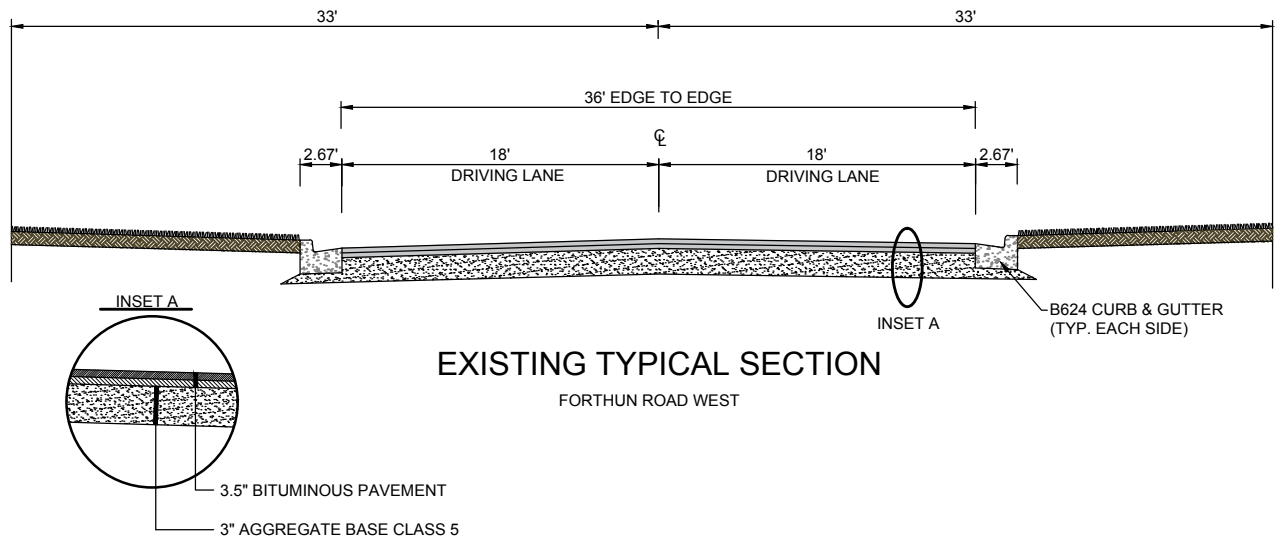 33'
33'
36' EDGE TO EDGE
℄
2.67'
18'
18'
2.67'
DRIVING LANE
DRIVING LANE
INSET A
INSET A
B624 CURB & GUTTER
(TYP. EACH SIDE)
EXISTING TYPICAL SECTION
FORTHUN ROAD WEST
3.5" BITUMINOUS PAVEMENT
3" AGGREGATE BASE CLASS 5